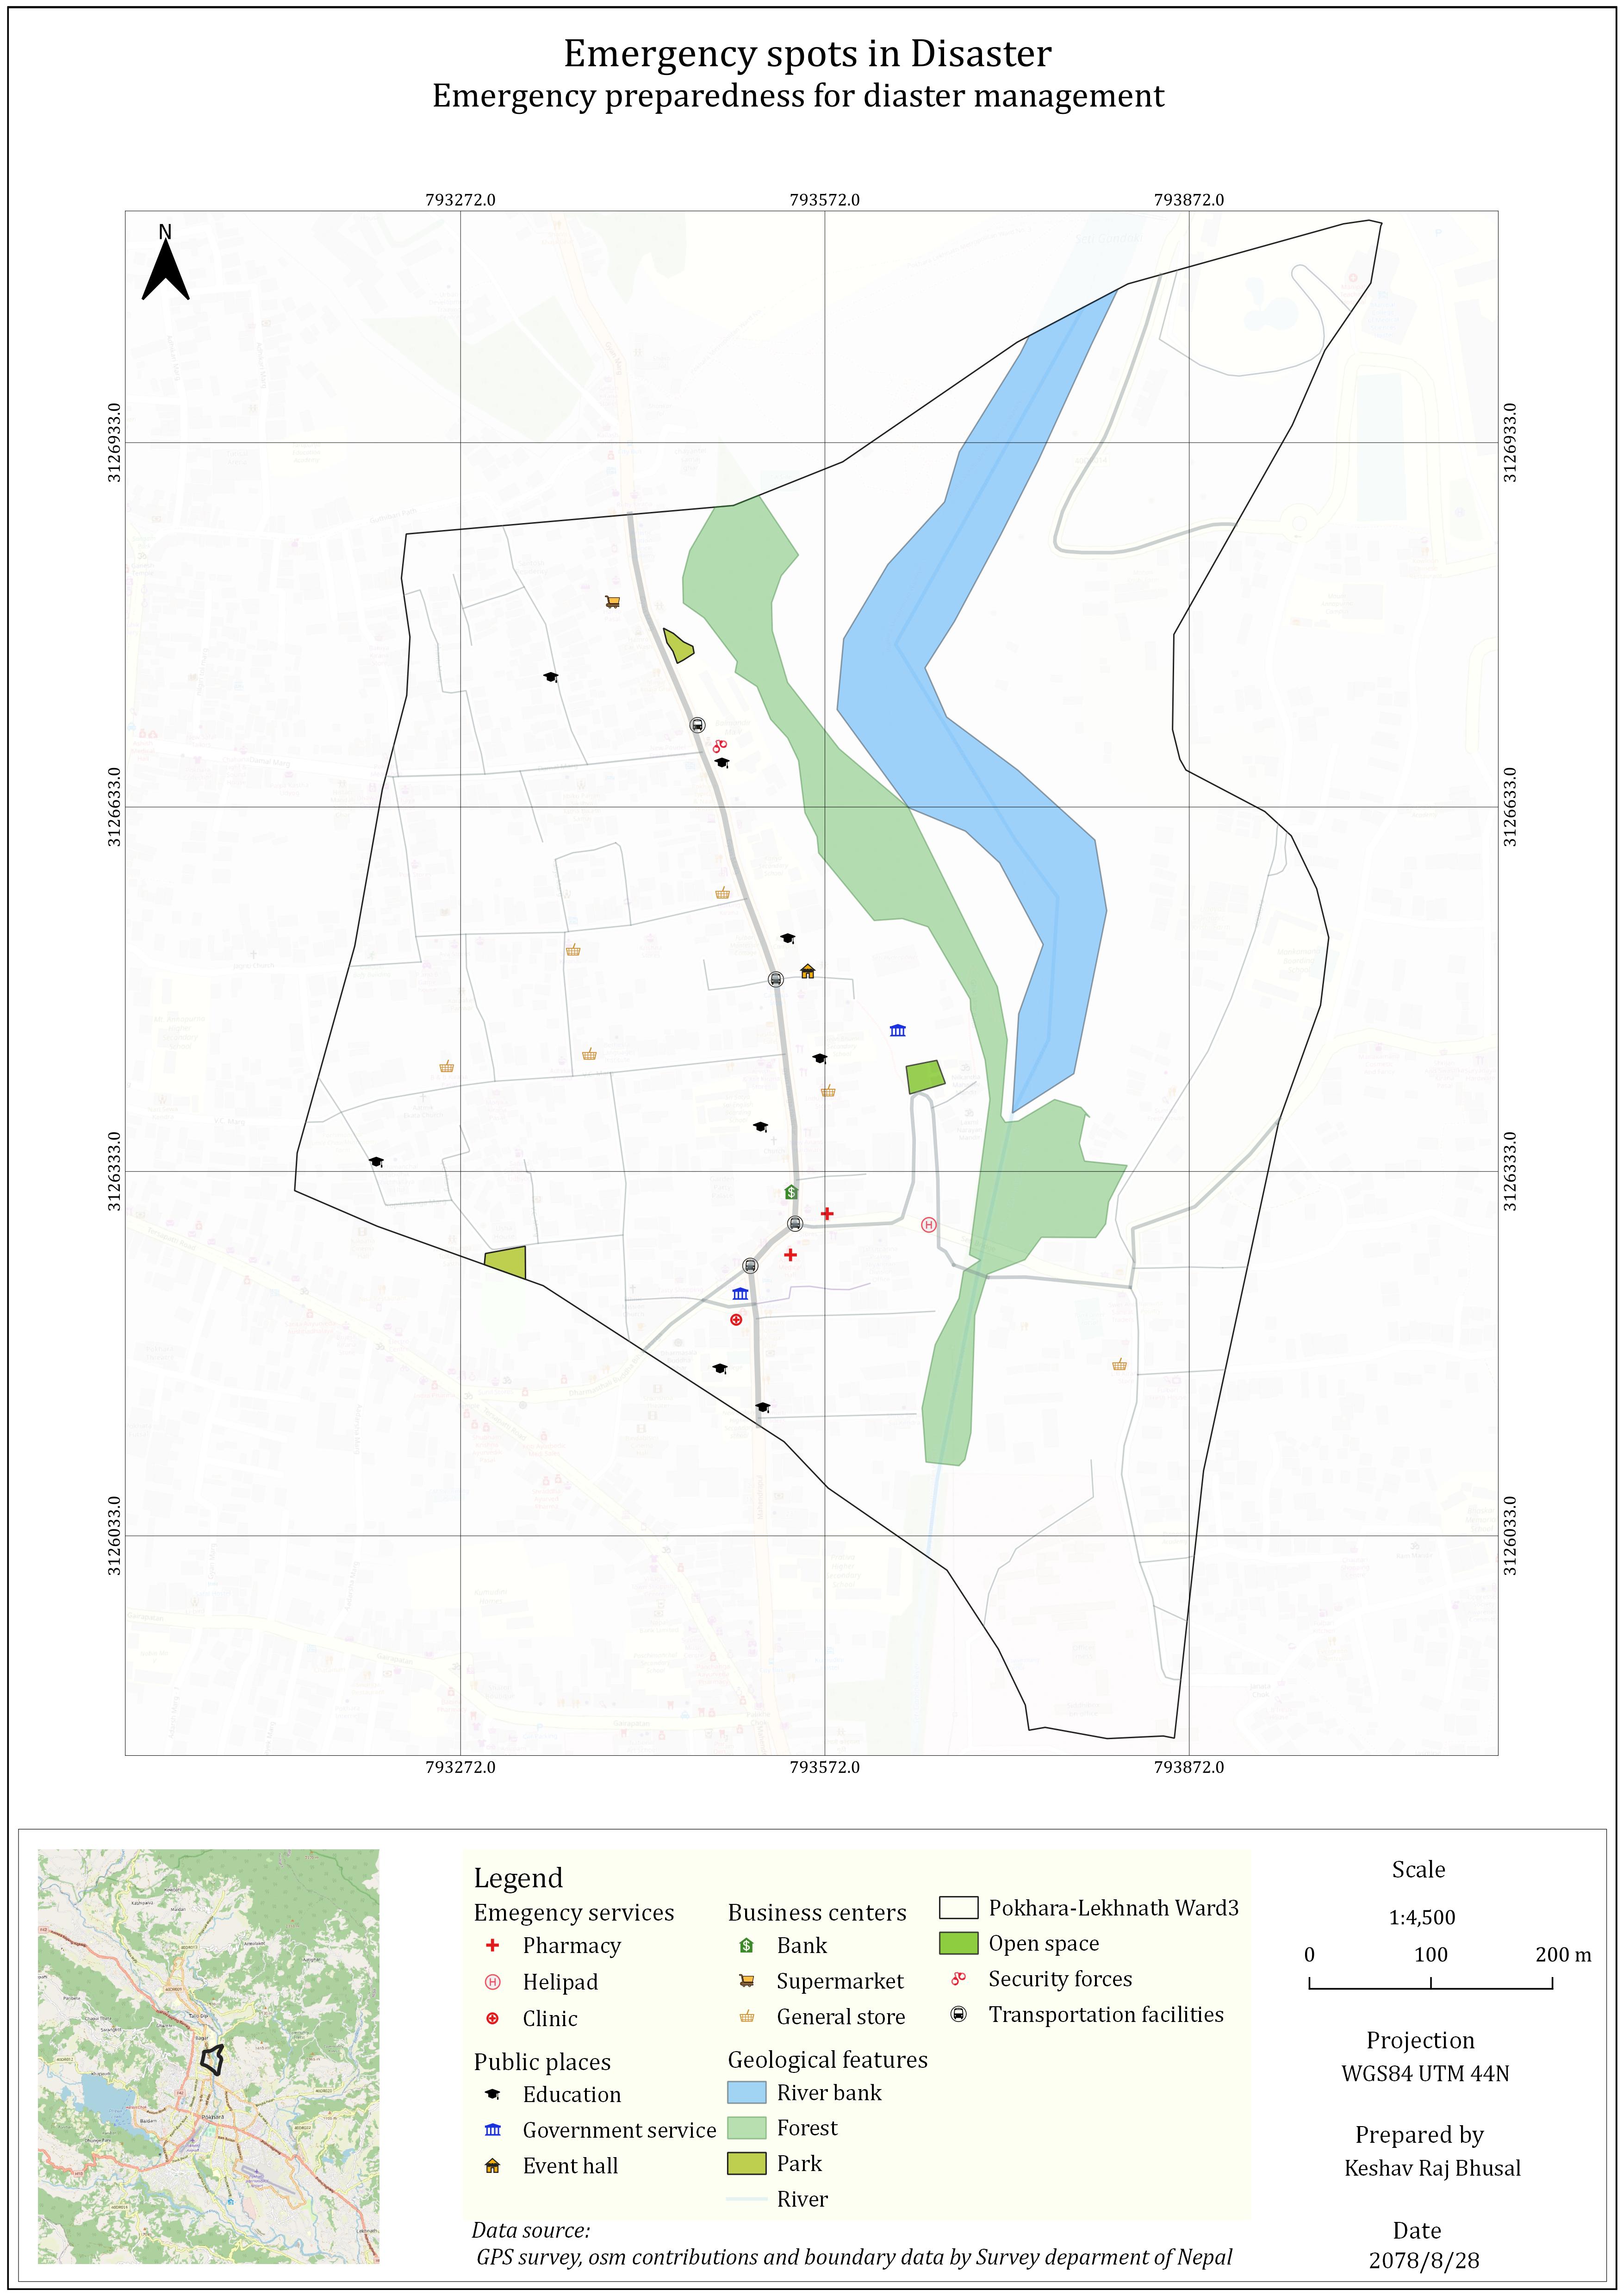 Emergency spots in Disaster
Emergency preparedness for diaster management
793272.0 793572.0 793872.0
N
3126933.0 3126933.0
3126633.0 3126633.0
3126333.0 3126333.0
3126033.0 3126033.0
793272.0 793572.0 793872.0
Legend
Emegency services
Pharmacy
Helipad
Clinic
Public places
Education
Government service
Event hall
Business centers
Bank
Supermarket
General store
Geological features
River bank
Forest
Park
River
Pokhara-Lekhnath Ward3
Open space
Security forces
Transportation facilities
Data source:
GPS survey, osm contributions and boundary data by Survey deparment of Nepal
Scale
1:4,500
0 100 200 m
Projection
WGS84 UTM 44N
Prepared by
Keshav Raj Bhusal
Date
2078/8/28
Pokhara